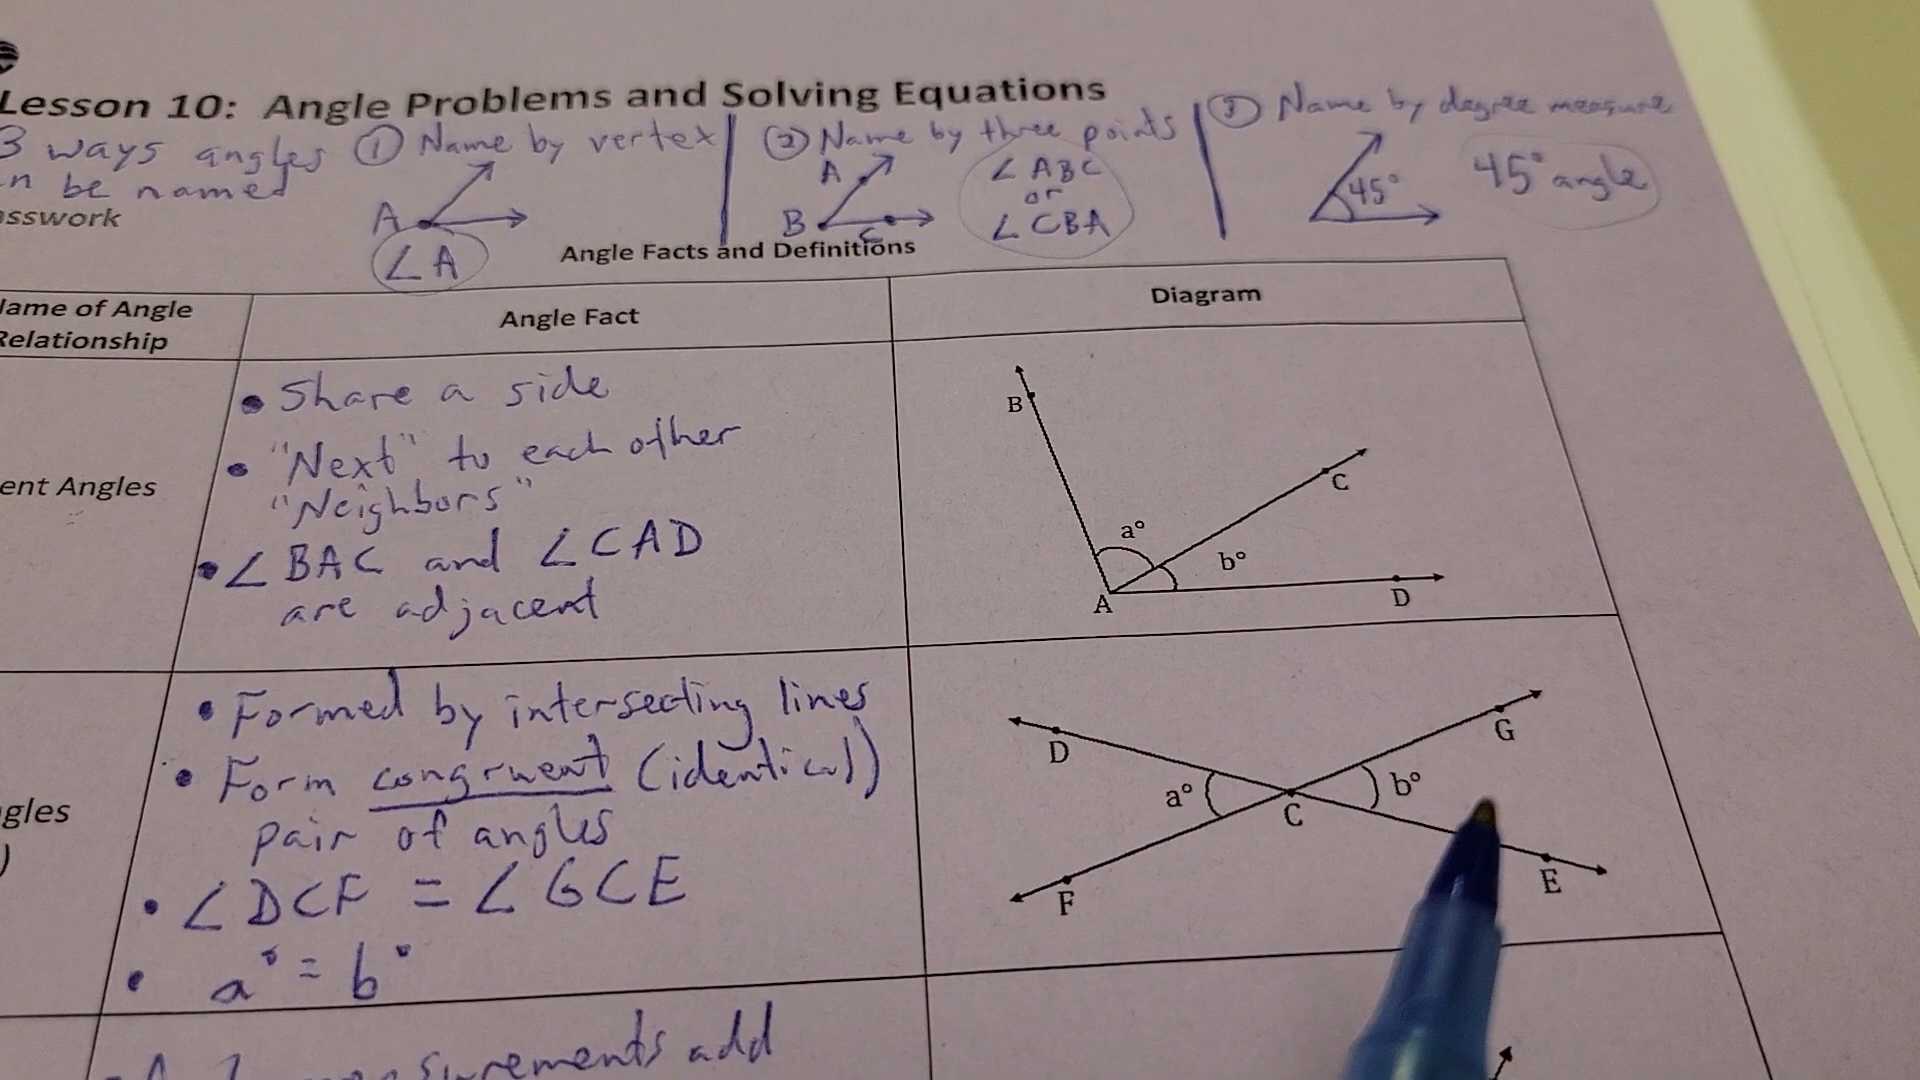 Lesson 10: Angle Problems and Solving Equations
3 ways angles
n be named
① Name by vertex
A
∠A
② Name by three points
A
B
C
∠ABC
or
∠CBA
③ Name by degree measure
45°
45° angle
sswork
Angle Facts and Definitions
ame of Angle
Relationship
Angle Fact
Diagram
ent Angles
• Share a side
• "Next" to each other
"Neighbors"
• ∠BAC and ∠CAD
are adjacent
B
C
a°
b°
A
D
gles
)
• Formed by intersecting lines
• Form congruent (identical)
pair of angles
• ∠DCF = ∠GCE
• a° = b°
D
G
a°
b°
C
F
E
surements add